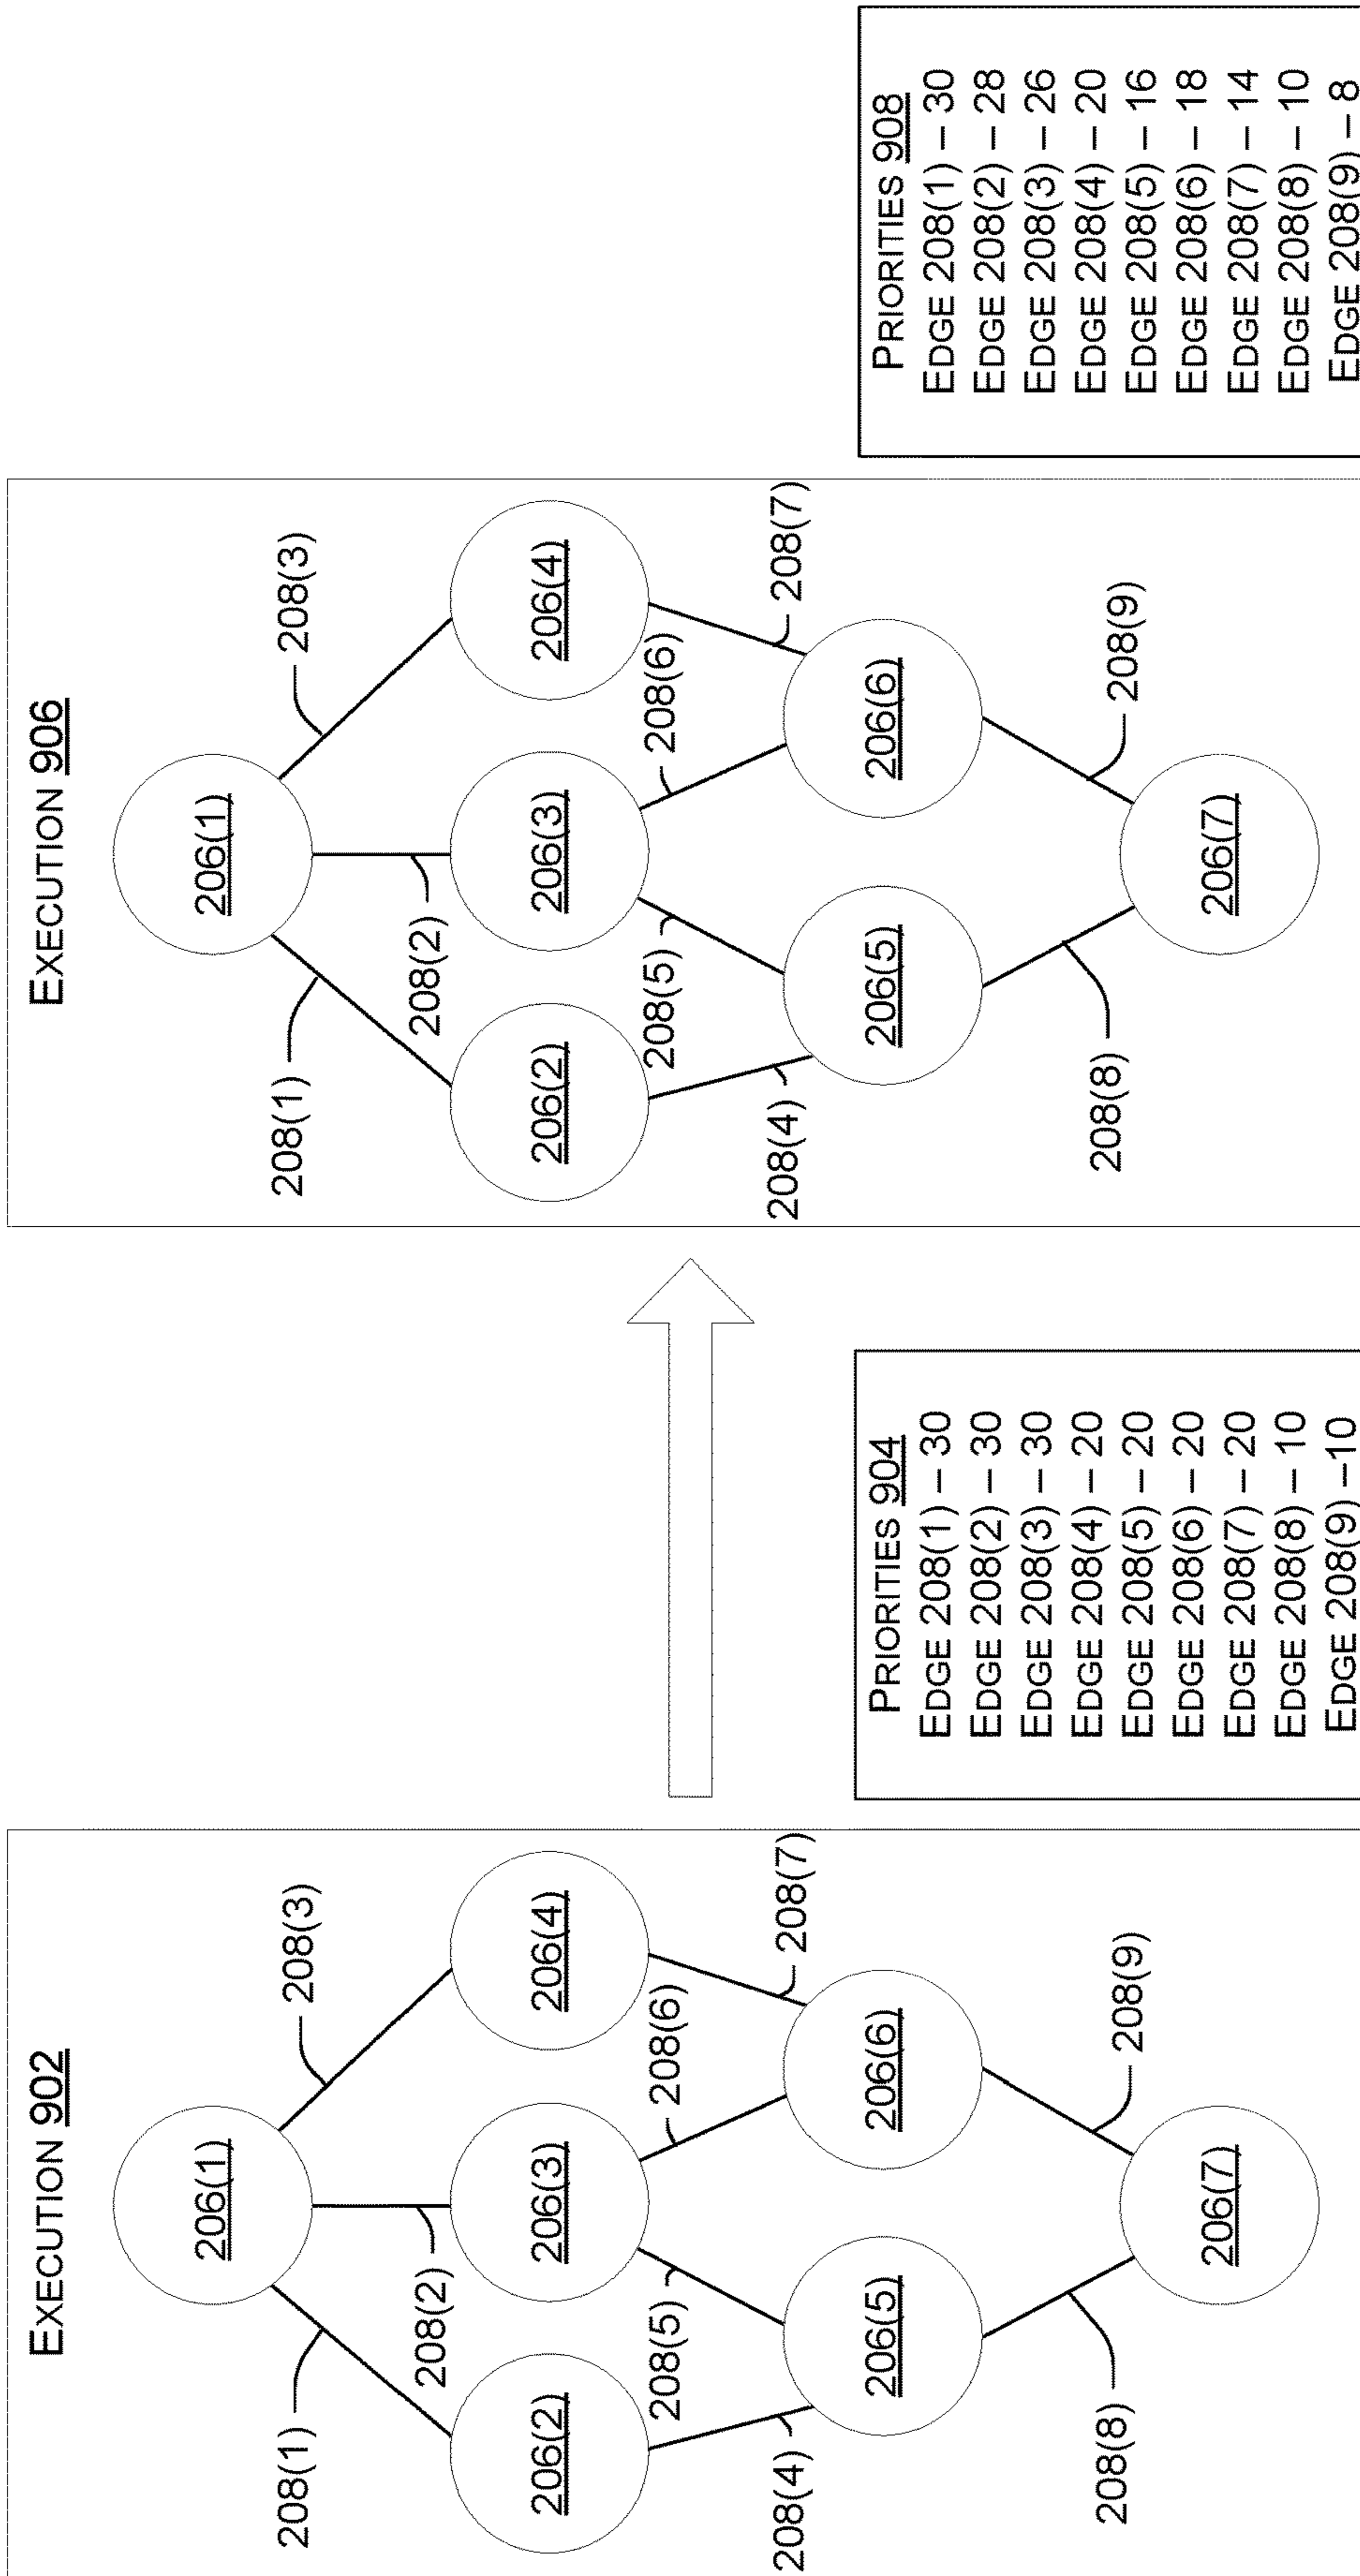 EXECUTION 902
206(1)
208(1)
208(2)
208(3)
206(2)
206(3)
206(4)
208(4)
208(5)
208(6)
208(7)
206(5)
206(6)
208(8)
208(9)
206(7)
PRIORITIES 904
EDGE 208(1) – 30
EDGE 208(2) – 30
EDGE 208(3) – 30
EDGE 208(4) – 20
EDGE 208(5) – 20
EDGE 208(6) – 20
EDGE 208(7) – 20
EDGE 208(8) – 10
EDGE 208(9) –10
EXECUTION 906
206(1)
208(1)
208(2)
208(3)
206(2)
206(3)
206(4)
208(4)
208(5)
208(6)
208(7)
206(5)
206(6)
208(8)
208(9)
206(7)
PRIORITIES 908
EDGE 208(1) – 30
EDGE 208(2) – 28
EDGE 208(3) – 26
EDGE 208(4) – 20
EDGE 208(5) – 16
EDGE 208(6) – 18
EDGE 208(7) – 14
EDGE 208(8) – 10
EDGE 208(9) – 8